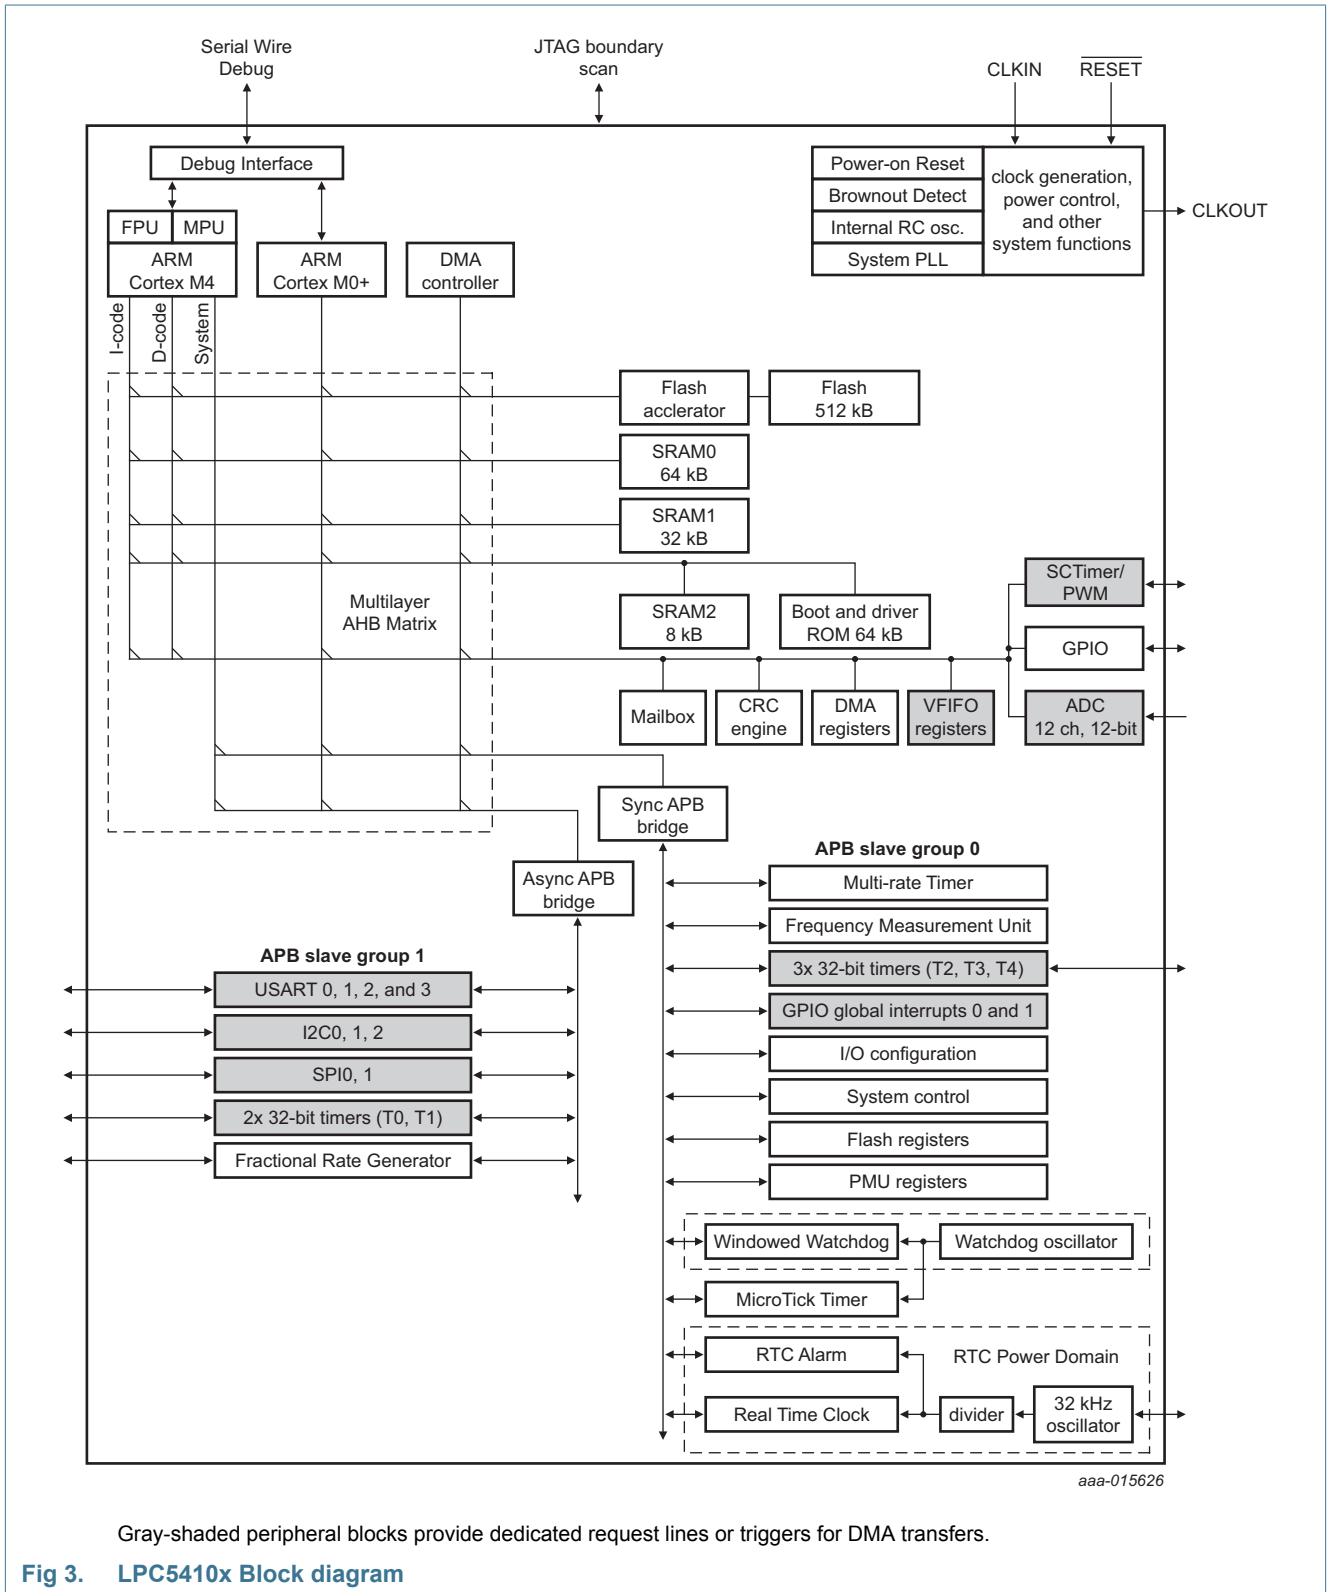 Serial Wire
Debug
JTAG boundary
scan
CLKIN
RESET
Debug Interface
Power-on Reset
Brownout Detect
Internal RC osc.
System PLL
clock generation,
power control,
and other
system functions
CLKOUT
FPU
MPU
ARM
Cortex M4
ARM
Cortex M0+
DMA
controller
I-code
D-code
System
Flash
acclerator
Flash
512 kB
SRAM0
64 kB
SRAM1
32 kB
SCTimer/
PWM
Multilayer
AHB Matrix
SRAM2
8 kB
Boot and driver
ROM 64 kB
GPIO
Mailbox
CRC
engine
DMA
registers
VFIFO
registers
ADC
12 ch, 12-bit
Sync APB
bridge
Async APB
bridge
APB slave group 0
Multi-rate Timer
Frequency Measurement Unit
3x 32-bit timers (T2, T3, T4)
GPIO global interrupts 0 and 1
I/O configuration
System control
Flash registers
PMU registers
APB slave group 1
USART 0, 1, 2, and 3
I2C0, 1, 2
SPI0, 1
2x 32-bit timers (T0, T1)
Fractional Rate Generator
Windowed Watchdog
Watchdog oscillator
MicroTick Timer
RTC Alarm
RTC Power Domain
Real Time Clock
divider
32 kHz
oscillator
aaa-015626
Gray-shaded peripheral blocks provide dedicated request lines or triggers for DMA transfers.
Fig 3. LPC5410x Block diagram